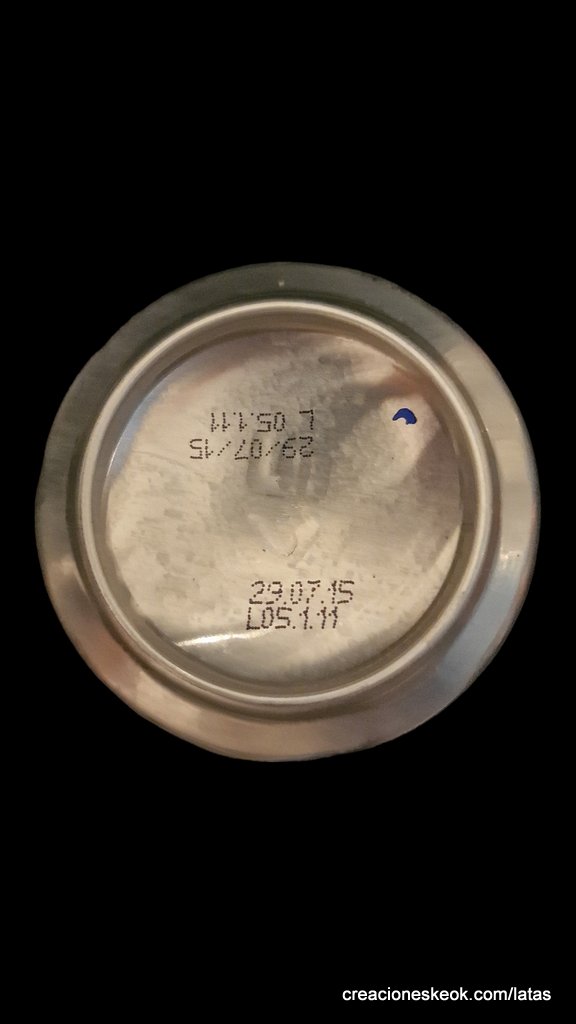 L 05.1.11
29/07/15
29.07.15
L05.1.11
creacioneskeok.com/latas